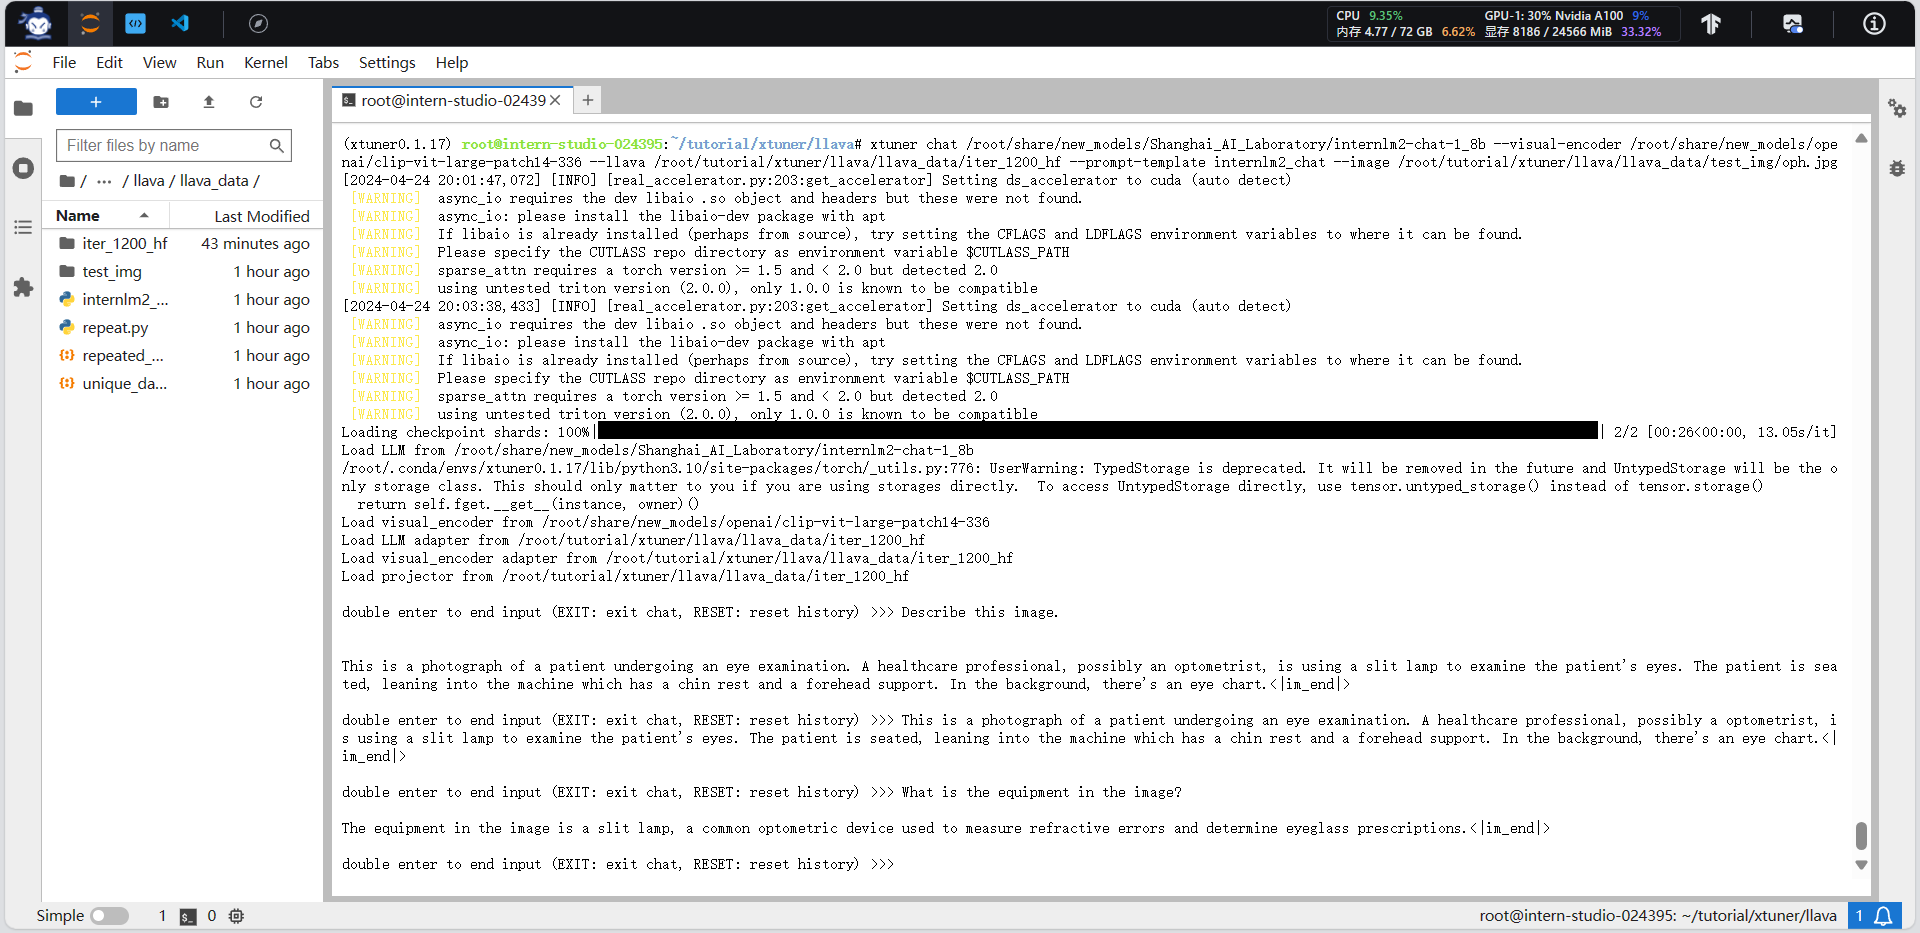 CPU 9.35% GPU-1: 30% Nvidia A100 9%
内存 4.77 / 72 GB 6.62% 显存 8186 / 24566 MiB 33.32%
File Edit View Run Kernel Tabs Settings Help
+
root@intern-studio-02439
Filter files by name
/ ··· / llava / llava_data /
Name Last Modified
iter_1200_hf 43 minutes ago
test_img 1 hour ago
internlm2_... 1 hour ago
repeat.py 1 hour ago
repeated_... 1 hour ago
unique_da... 1 hour ago
(xtuner0.1.17) root@intern-studio-024395:~/tutorial/xtuner/llava# xtuner chat /root/share/new_models/Shanghai_AI_Laboratory/internlm2-chat-1_8b --visual-encoder /root/share/new_models/ope
nai/clip-vit-large-patch14-336 --llava /root/tutorial/xtuner/llava/llava_data/iter_1200_hf --prompt-template internlm2_chat --image /root/tutorial/xtuner/llava/llava_data/test_img/oph.jpg
[2024-04-24 20:01:47,072] [INFO] [real_accelerator.py:203:get_accelerator] Setting ds_accelerator to cuda (auto detect)
[WARNING] async_io requires the dev libaio .so object and headers but these were not found.
[WARNING] async_io: please install the libaio-dev package with apt
[WARNING] If libaio is already installed (perhaps from source), try setting the CFLAGS and LDFLAGS environment variables to where it can be found.
[WARNING] Please specify the CUTLASS repo directory as environment variable $CUTLASS_PATH
[WARNING] sparse_attn requires a torch version >= 1.5 and < 2.0 but detected 2.0
[WARNING] using untested triton version (2.0.0), only 1.0.0 is known to be compatible
[2024-04-24 20:03:38,433] [INFO] [real_accelerator.py:203:get_accelerator] Setting ds_accelerator to cuda (auto detect)
[WARNING] async_io requires the dev libaio .so object and headers but these were not found.
[WARNING] async_io: please install the libaio-dev package with apt
[WARNING] If libaio is already installed (perhaps from source), try setting the CFLAGS and LDFLAGS environment variables to where it can be found.
[WARNING] Please specify the CUTLASS repo directory as environment variable $CUTLASS_PATH
[WARNING] sparse_attn requires a torch version >= 1.5 and < 2.0 but detected 2.0
[WARNING] using untested triton version (2.0.0), only 1.0.0 is known to be compatible
Loading checkpoint shards: 100%| | 2/2 [00:26<00:00, 13.05s/it]
Load LLM from /root/share/new_models/Shanghai_AI_Laboratory/internlm2-chat-1_8b
/root/.conda/envs/xtuner0.1.17/lib/python3.10/site-packages/torch/_utils.py:776: UserWarning: TypedStorage is deprecated. It will be removed in the future and UntypedStorage will be the o
nly storage class. This should only matter to you if you are using storages directly.  To access UntypedStorage directly, use tensor.untyped_storage() instead of tensor.storage()
return self.fget.__get__(instance, owner)()
Load visual_encoder from /root/share/new_models/openai/clip-vit-large-patch14-336
Load LLM adapter from /root/tutorial/xtuner/llava/llava_data/iter_1200_hf
Load visual_encoder adapter from /root/tutorial/xtuner/llava/llava_data/iter_1200_hf
Load projector from /root/tutorial/xtuner/llava/llava_data/iter_1200_hf
double enter to end input (EXIT: exit chat, RESET: reset history) >>> Describe this image.
This is a photograph of a patient undergoing an eye examination. A healthcare professional, possibly an optometrist, is using a slit lamp to examine the patient's eyes. The patient is sea
ted, leaning into the machine which has a chin rest and a forehead support. In the background, there's an eye chart.<|im_end|>
double enter to end input (EXIT: exit chat, RESET: reset history) >>> This is a photograph of a patient undergoing an eye examination. A healthcare professional, possibly a optometrist, i
s using a slit lamp to examine the patient's eyes. The patient is seated, leaning into the machine which has a chin rest and a forehead support. In the background, there's an eye chart.<|
im_end|>
double enter to end input (EXIT: exit chat, RESET: reset history) >>> What is the equipment in the image?
The equipment in the image is a slit lamp, a common optometric device used to measure refractive errors and determine eyeglass prescriptions.<|im_end|>
double enter to end input (EXIT: exit chat, RESET: reset history) >>>
Simple 1 0 root@intern-studio-024395: ~/tutorial/xtuner/llava 1